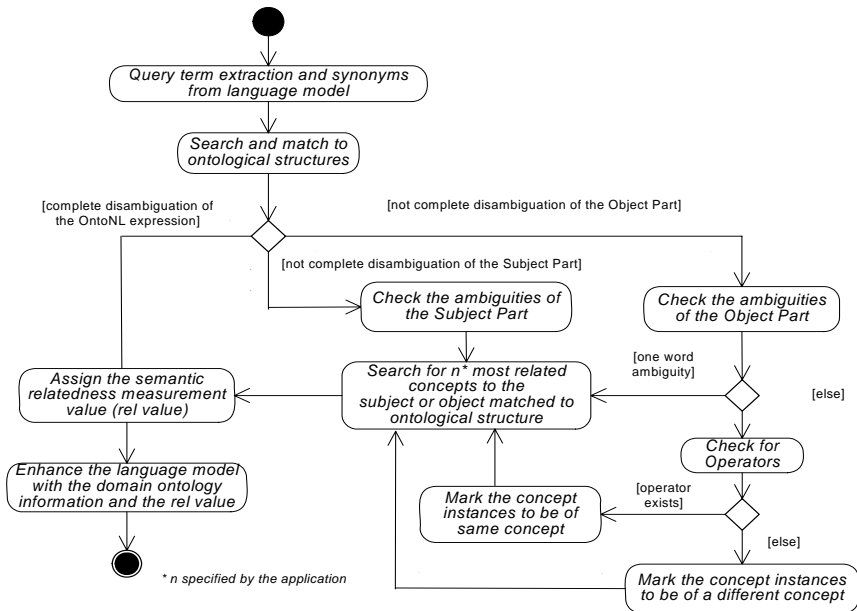 Query term extraction and synonyms
from language model
Search and match to
ontological structures
[complete disambiguation of
the OntoNL expression]
[not complete disambiguation of the Object Part]
[not complete disambiguation of the Subject Part]
Check the ambiguities of
the Subject Part
Check the ambiguities
of the Object Part
Assign the semantic
relatedness measurement
value (rel value)
Search for n* most related
concepts to the
subject or object matched to
ontological structure
[one word
ambiguity]
[else]
Check for
Operators
Enhance the language model
with the domain ontology
information and the rel value
Mark the concept
instances to be of
same concept
[operator
exists]
[else]
* n specified by the application
Mark the concept instances
to be of a different concept